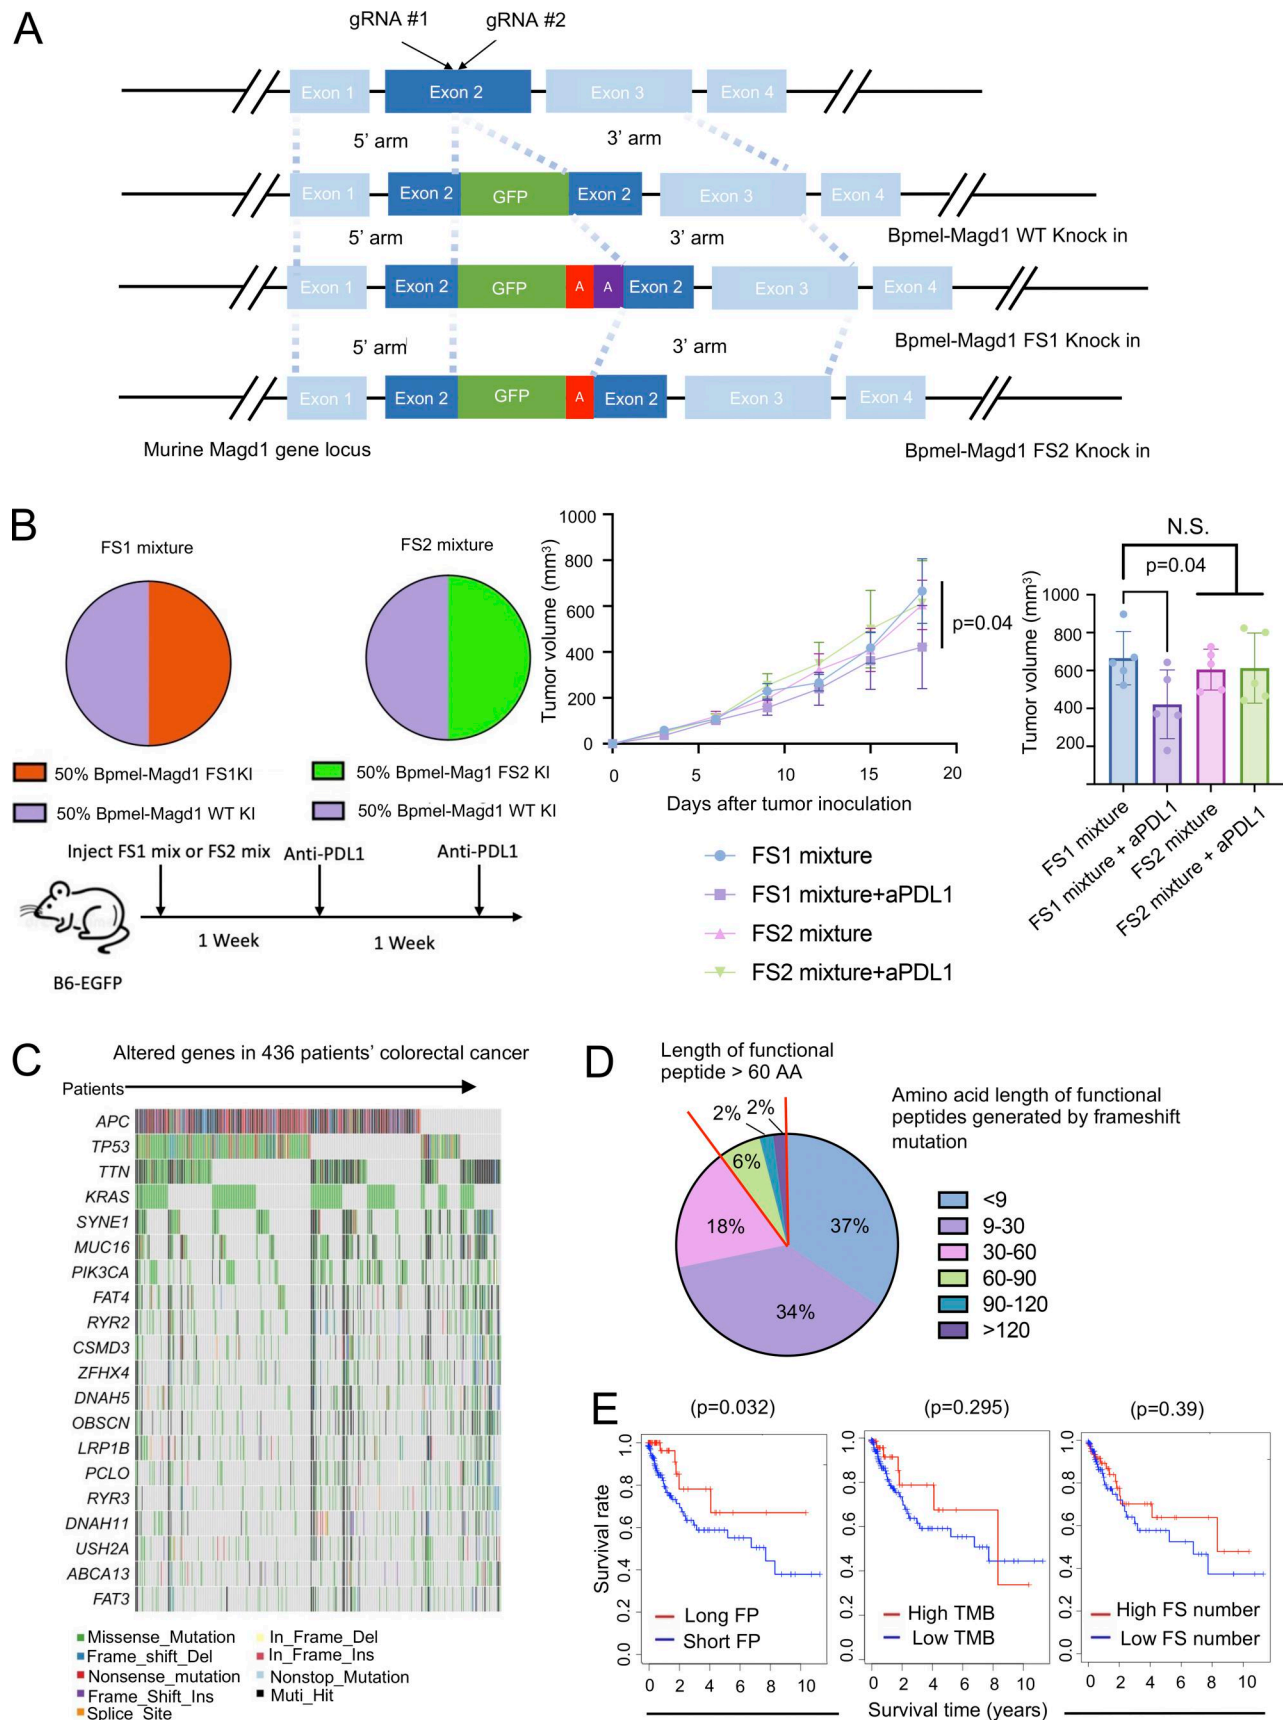 A
gRNA #1
gRNA #2
Exon 1
Exon 2
Exon 3
Exon 4
5' arm
3' arm
Exon 1
Exon 2
GFP
Exon 2
Exon 3
Exon 4
5' arm
3' arm
Bpmel-Magd1 WT Knock in
Exon 1
Exon 2
GFP
A
A
Exon 2
Exon 3
Exon 4
5' arm
3' arm
Bpmel-Magd1 FS1 Knock in
Exon 1
Exon 2
GFP
A
Exon 2
Exon 3
Exon 4
Murine Magd1 gene locus
Bpmel-Magd1 FS2 Knock in
B
FS1 mixture
FS2 mixture
50% Bpmel-Magd1 FS1KI
50% Bpmel-Magd1 WT KI
50% Bpmel-Mag1 FS2 KI
50% Bpmel-Magd1 WT KI
Inject FS1 mix or FS2 mix
Anti-PDL1
Anti-PDL1
1 Week
1 Week
B6-EGFP
Tumor volume (mm³)
1000
800
600
400
200
0
0
5
10
15
20
p=0.04
Days after tumor inoculation
FS1 mixture
FS1 mixture+aPDL1
FS2 mixture
FS2 mixture+aPDL1
N.S.
p=0.04
Tumor volume (mm³)
1000
800
600
400
200
FS1 mixture
FS1 mixture + aPDL1
FS2 mixture
FS2 mixture + aPDL1
C
Altered genes in 436 patients' colorectal cancer
Patients
APC
TP53
TTN
KRAS
SYNE1
MUC16
PIK3CA
FAT4
RYR2
CSMD3
ZFHX4
DNAH5
OBSCN
LRP1B
PCLO
RYR3
DNAH11
USH2A
ABCA13
FAT3
Missense_Mutation
Frame_shift_Del
Nonsense_mutation
Frame_Shift_Ins
Splice_Site
In_Frame_Del
In_Frame_Ins
Nonstop_Mutation
Muti_Hit
D
Length of functional
peptide > 60 AA
2%
2%
6%
18%
37%
34%
Amino acid length of functional
peptides generated by frameshift
mutation
<9
9-30
30-60
60-90
90-120
>120
E
(p=0.032)
(p=0.295)
(p=0.39)
Survival rate
1.0
0.8
0.6
0.4
0.2
0.0
Long FP
Short FP
0
2
4
6
8
10
1.0
0.8
0.6
0.4
0.2
0.0
High TMB
Low TMB
0
2
4
6
8
10
1.0
0.8
0.6
0.4
0.2
0.0
High FS number
Low FS number
0
2
4
6
8
10
Survival time (years)